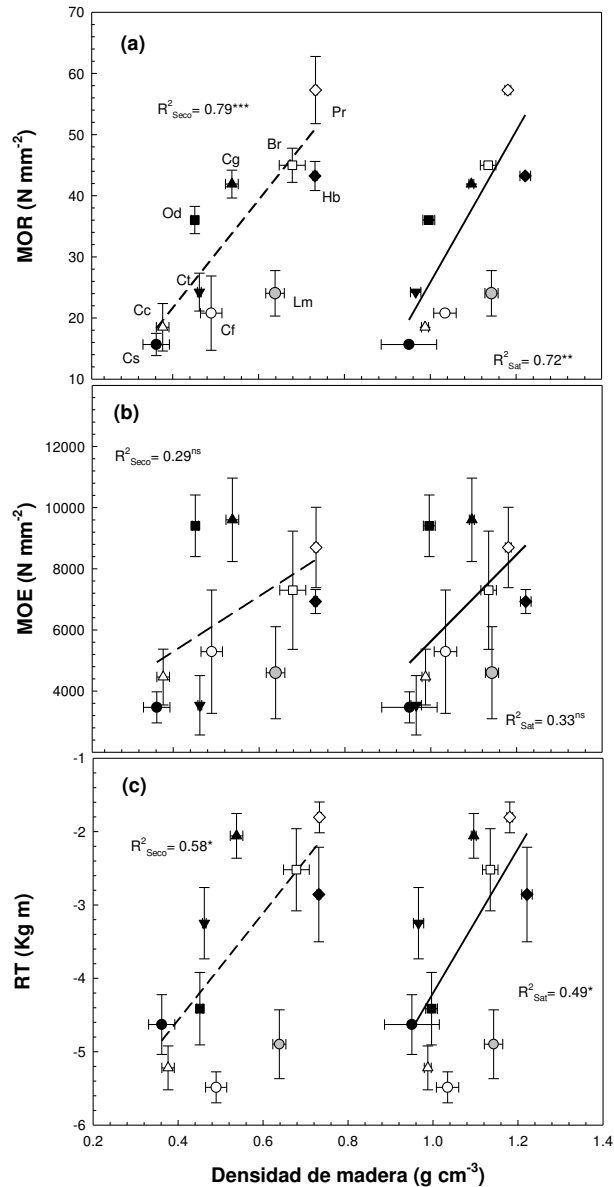 70
60
50
40
30
20
10
MOR (N mm-2)
(a)
R2Seco= 0.79***
Pr
Br
Cg
Hb
Od
Ct
Lm
Cc
Cf
Cs
R2Sat= 0.72**
12000
10000
8000
6000
4000
MOE (N mm-2)
(b)
R2Seco= 0.29ns
R2Sat= 0.33ns
-1
-2
-3
-4
-5
-6
RT (Kg m)
(c)
R2Seco= 0.58*
R2Sat= 0.49*
0.2 0.4 0.6 0.8 1.0 1.2 1.4
Densidad de madera (g cm-3)